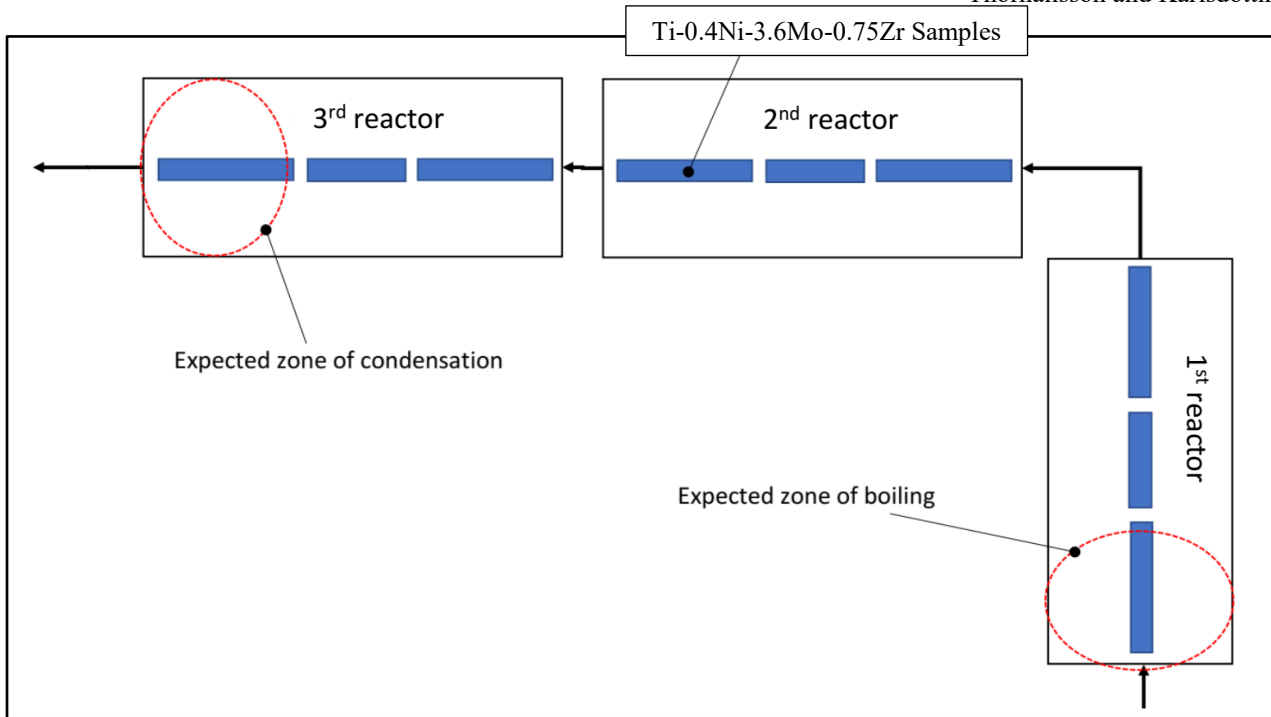 Ti-0.4Ni-3.6Mo-0.75Zr Samples
3rd reactor
2nd reactor
Expected zone of condensation
1st reactor
Expected zone of boiling